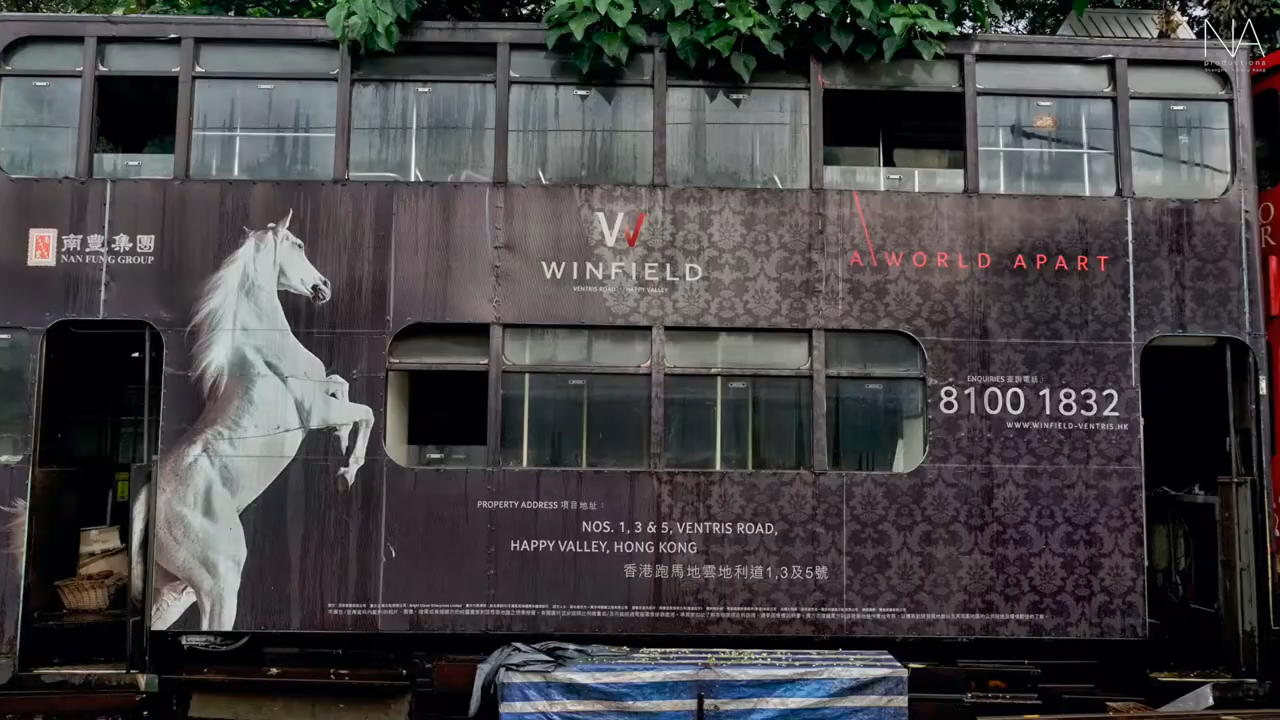 NA
productions
南豐集團
NAN FUNG GROUP
W
WINFIELD
VENTRIS ROAD HAPPY VALLEY
A WORLD APART
ENQUIRIES 查詢電話：
8100 1832
WWW.WINFIELD-VENTRIS.HK
PROPERTY ADDRESS 項目地址：
NOS. 1, 3 & 5, VENTRIS ROAD,
HAPPY VALLEY, HONG KONG
香港跑馬地雲地利道1,3及5號